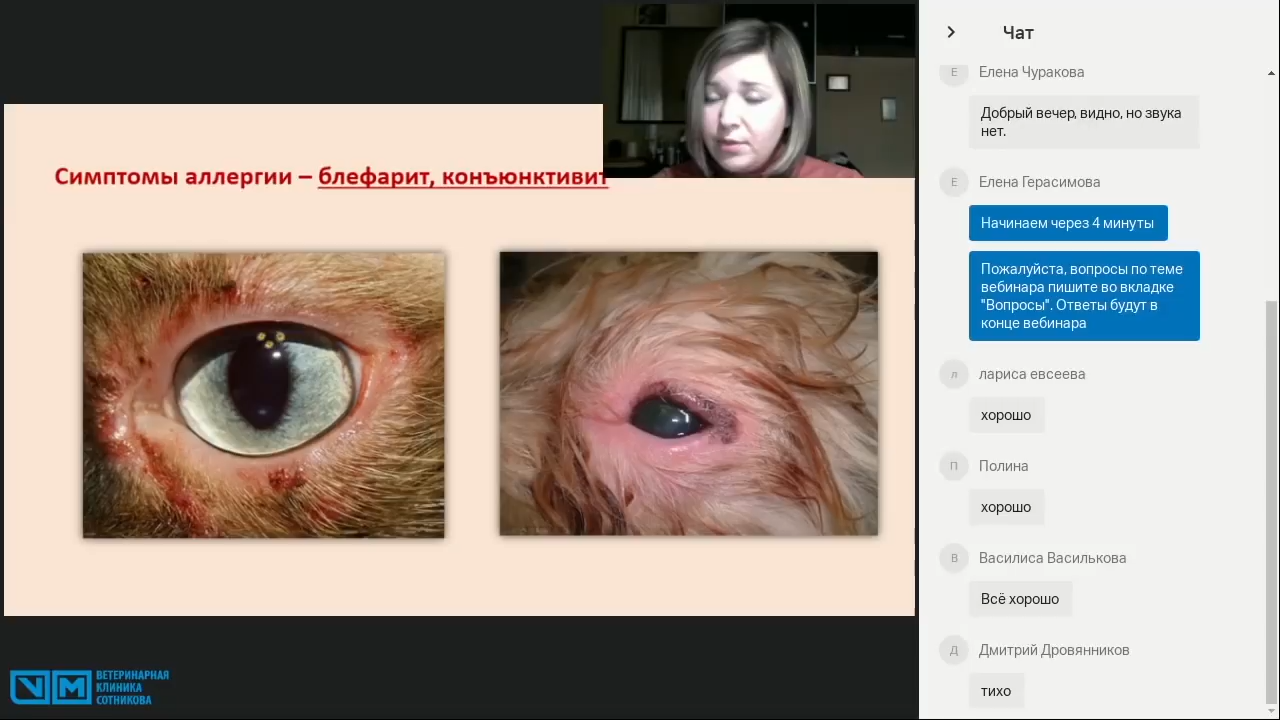 Симптомы аллергии – блефарит, конъюнктивит
ВЕТЕРИНАРНАЯ
КЛИНИКА
СОТНИКОВА
Чат
Е
Елена Чуракова
Добрый вечер, видно, но звука
нет.
Е
Елена Герасимова
Начинаем через 4 минуты
Пожалуйста, вопросы по теме
вебинара пишите во вкладке
"Вопросы". Ответы будут в
конце вебинара
л
лариса евсеева
хорошо
П
Полина
хорошо
В
Василиса Василькова
Всё хорошо
Д
Дмитрий Дровянников
тихо